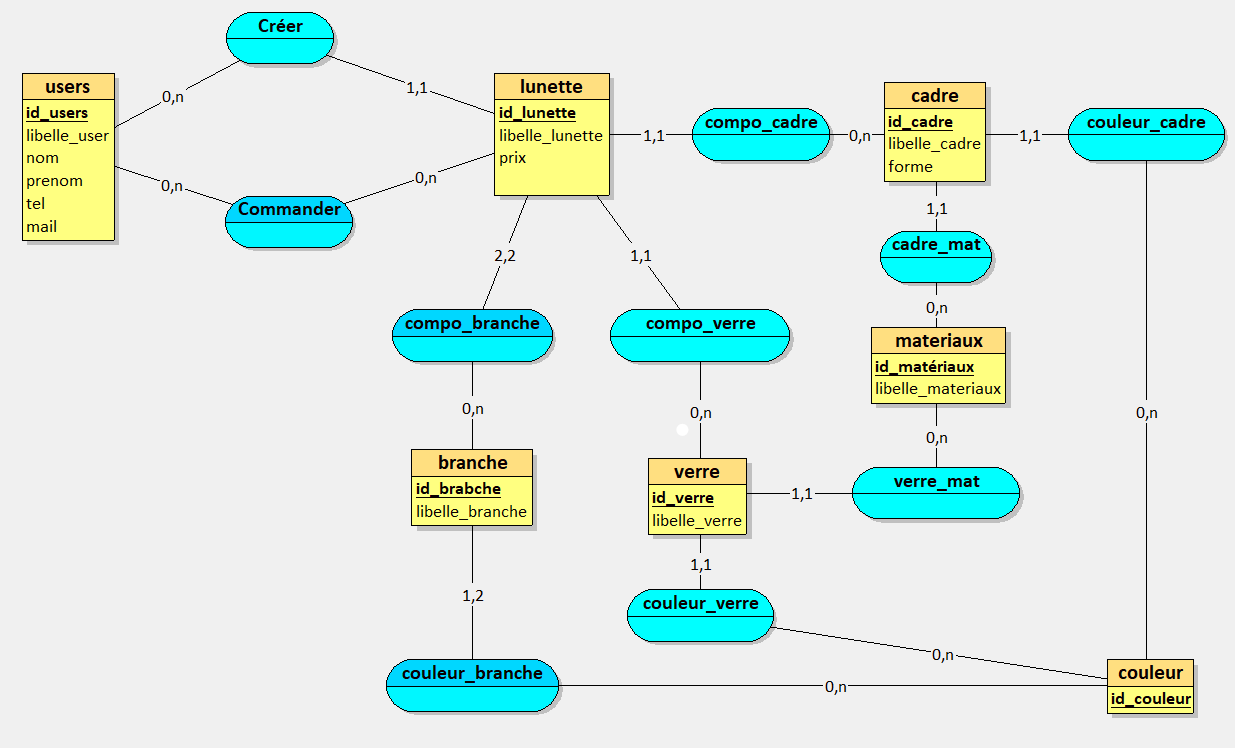 Créer
0,n
1,1
users
id_users
libelle_user
nom
prenom
tel
mail
0,n
Commander
0,n
lunette
id_lunette
libelle_lunette
prix
1,1
compo_cadre
0,n
cadre
id_cadre
libelle_cadre
forme
1,1
couleur_cadre
1,1
cadre_mat
0,n
materiaux
id_matériaux
libelle_materiaux
0,n
verre_mat
1,1
0,n
2,2
1,1
compo_branche
compo_verre
0,n
0,n
branche
id_brabche
libelle_branche
verre
id_verre
libelle_verre
1,2
1,1
couleur_verre
0,n
couleur_branche
0,n
couleur
id_couleur